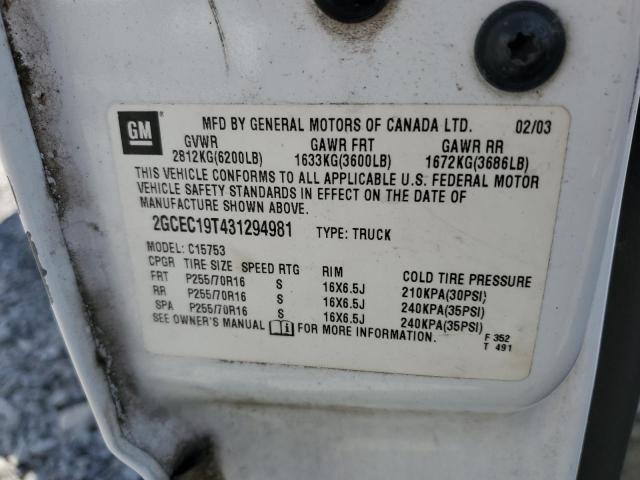 GM MFD BY GENERAL MOTORS OF CANADA LTD. 02/03
GVWR GAWR FRT GAWR RR
2812KG(6200LB) 1633KG(3600LB) 1672KG(3686LB)
THIS VEHICLE CONFORMS TO ALL APPLICABLE U.S. FEDERAL MOTOR
VEHICLE SAFETY STANDARDS IN EFFECT ON THE DATE OF
MANUFACTURE SHOWN ABOVE.
2GCEC19T431294981 TYPE: TRUCK
MODEL: C15753
CPGR TIRE SIZE SPEED RTG RIM COLD TIRE PRESSURE
FRT P255/70R16 S 16X6.5J 210KPA(30PSI)
RR P255/70R16 S 16X6.5J 240KPA(35PSI)
SPA P255/70R16 S 16X6.5J 240KPA(35PSI)
SEE OWNER'S MANUAL FOR MORE INFORMATION.
F 352
T 491